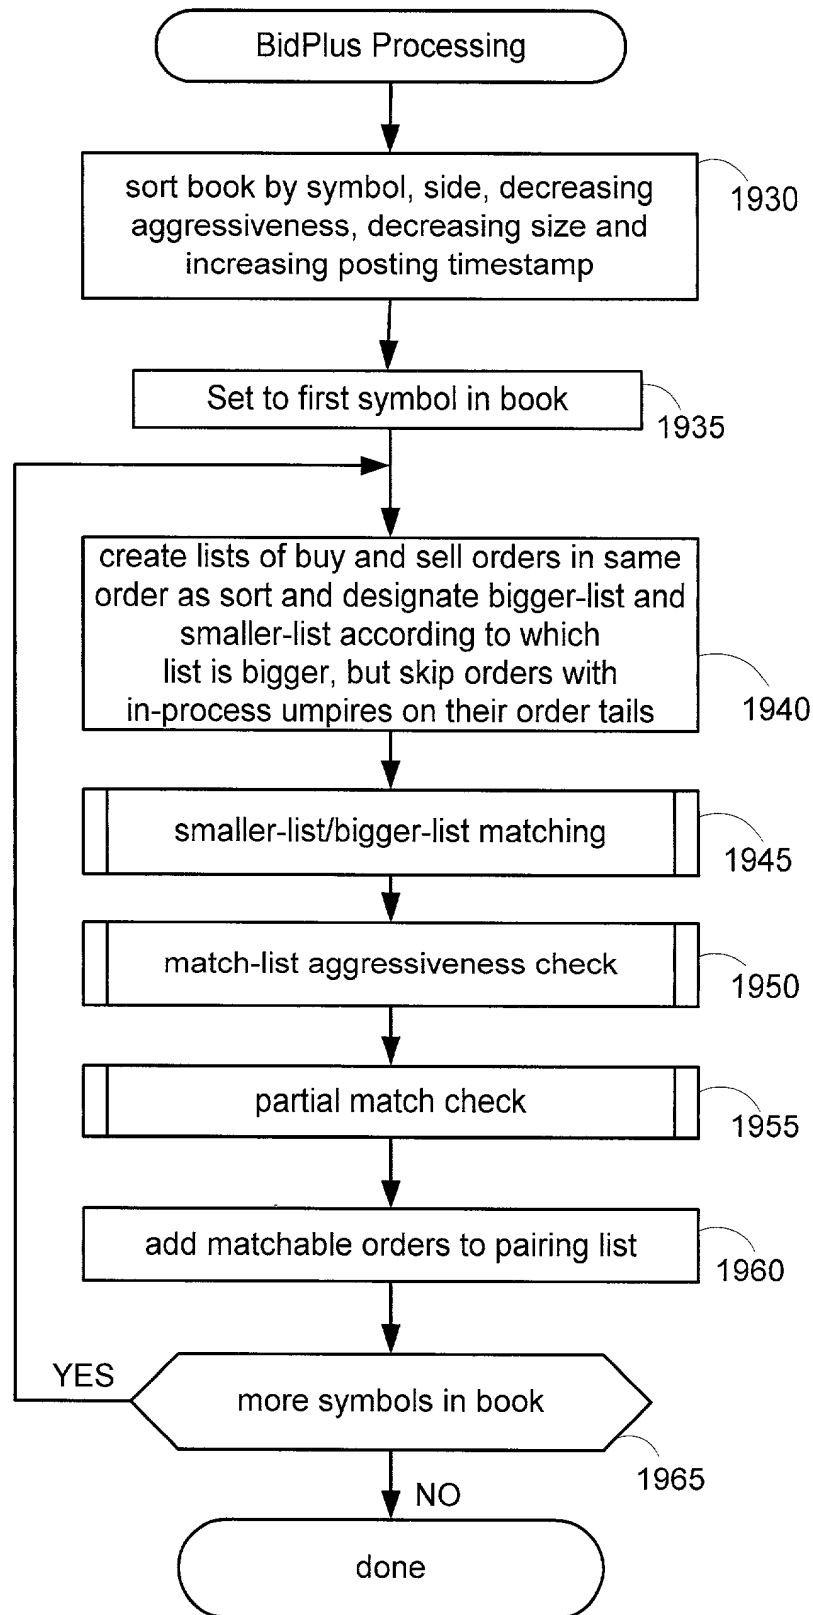 BidPlus Processing
sort book by symbol, side, decreasing
aggressiveness, decreasing size and
increasing posting timestamp
1930
Set to first symbol in book
1935
create lists of buy and sell orders in same
order as sort and designate bigger-list and
smaller-list according to which
list is bigger, but skip orders with
in-process umpires on their order tails
1940
smaller-list/bigger-list matching
1945
match-list aggressiveness check
1950
partial match check
1955
add matchable orders to pairing list
1960
YES
more symbols in book
1965
NO
done